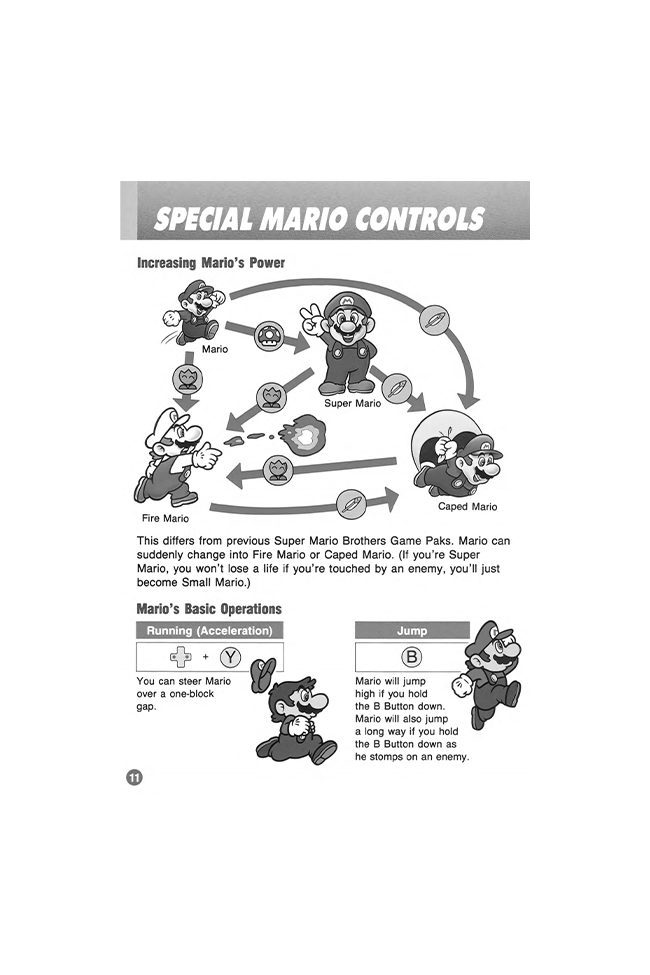 SPECIAL MARIO CONTROLS
Increasing Mario's Power
Mario
Super Mario
Fire Mario
Caped Mario
This differs from previous Super Mario Brothers Game Paks. Mario can
suddenly change into Fire Mario or Caped Mario. (If you're Super
Mario, you won't lose a life if you're touched by an enemy, you'll just
become Small Mario.)
Mario's Basic Operations
Running (Acceleration)
+ Y
You can steer Mario
over a one-block
gap.
Jump
B
Mario will jump
high if you hold
the B Button down.
Mario will also jump
a long way if you hold
the B Button down as
he stomps on an enemy.
11